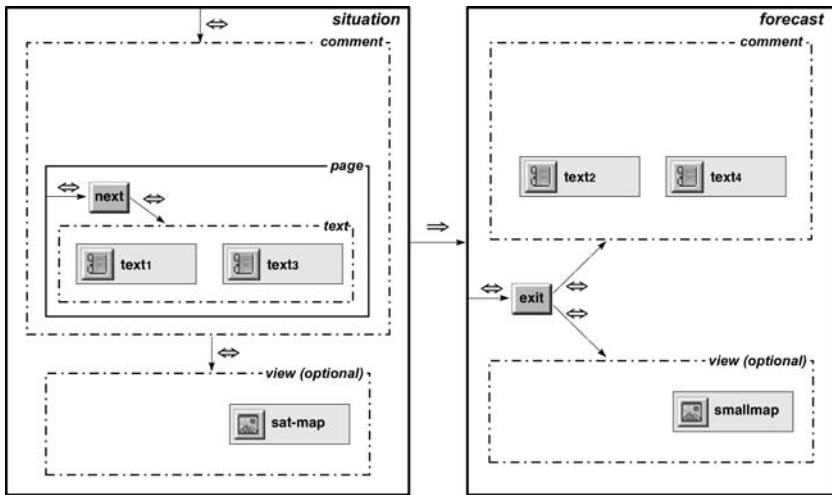 situation
⇔
comment
page
⇔
next
⇔
text
text1
text3
⇔
view (optional)
sat-map
⇒
forecast
comment
text2
text4
⇔
exit
⇔
⇔
view (optional)
smallmap